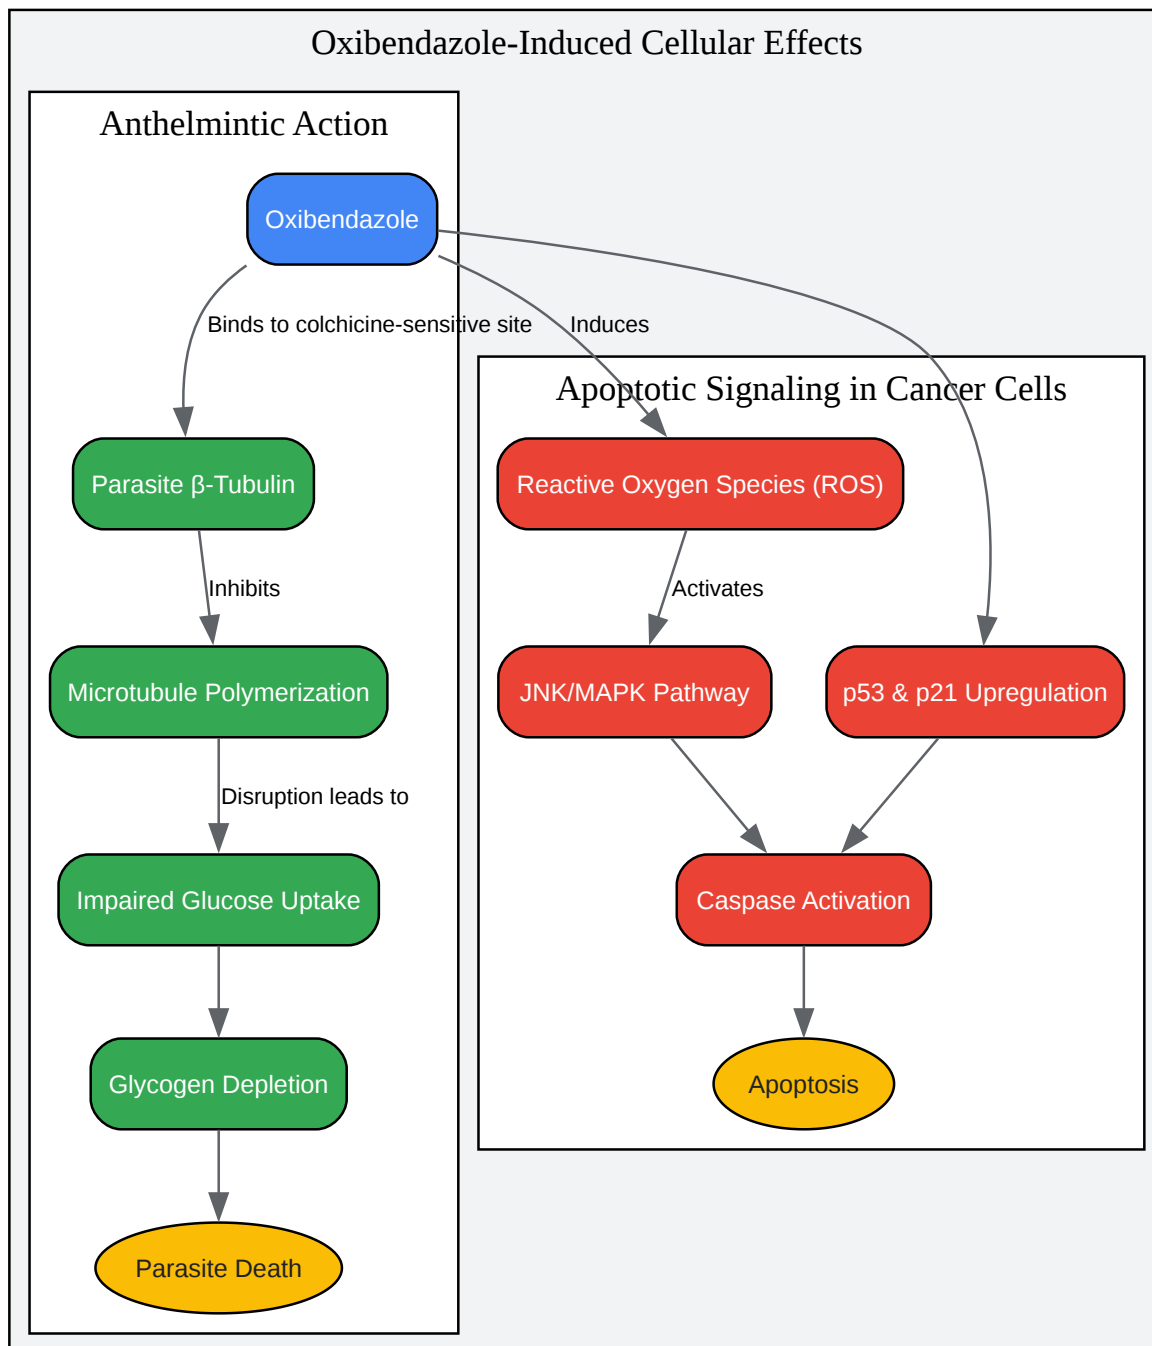 Oxibendazole-Induced Cellular Effects
Anthelmintic Action
Oxibendazole
Binds to colchicine-sensitive site
Induces
Apoptotic Signaling in Cancer Cells
Parasite β-Tubulin
Reactive Oxygen Species (ROS)
Inhibits
Activates
Microtubule Polymerization
JNK/MAPK Pathway
p53 & p21 Upregulation
Disruption leads to
Impaired Glucose Uptake
Caspase Activation
Glycogen Depletion
Apoptosis
Parasite Death